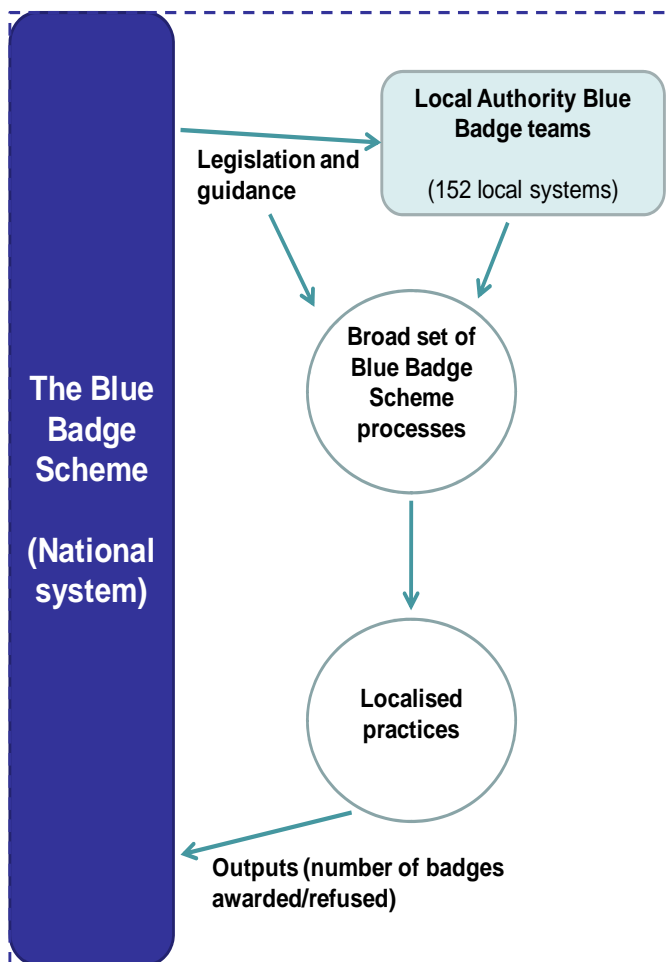 The Blue
Badge
Scheme
(National
system)
Local Authority Blue
Badge teams
(152 local systems)
Legislation and
guidance
Broad set of
Blue Badge
Scheme
processes
Localised
practices
Outputs (number of badges
awarded/refused)